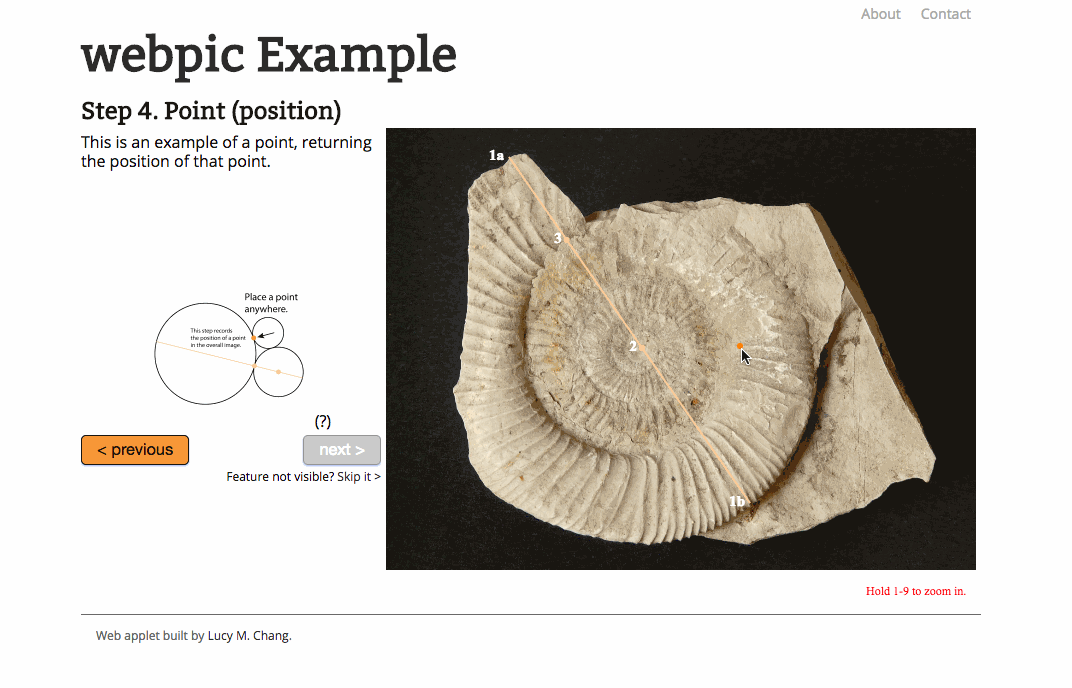 About Contact
webpic Example
Step 4. Point (position)
This is an example of a point, returning
the position of that point.
1a
3
2
1b
Place a point
anywhere.
This step records
the position of a point
in the overall image.
(?)
< previous
next >
Feature not visible? Skip it >
Hold 1-9 to zoom in.
Web applet built by Lucy M. Chang.